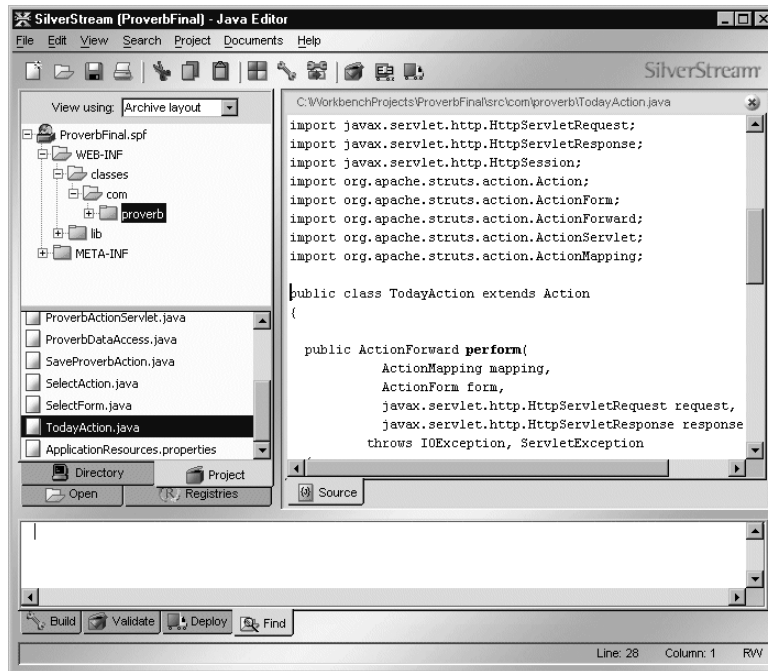 SilverStream (ProverbFinal) - Java Editor
File Edit View Search Project Documents Help
SilverStream
View using: Archive layout
ProverbFinal.spf
WEB-INF
classes
com
proverb
lib
META-INF
ProverbActionServlet.java
ProverbDataAccess.java
SaveProverbAction.java
SelectAction.java
SelectForm.java
TodayAction.java
ApplicationResources.properties
Directory Project
Open Registries
C:\WorkbenchProjects\ProverbFinal\src\com\proverb\TodayAction.java
import javax.servlet.http.HttpServletRequest;
import javax.servlet.http.HttpServletResponse;
import javax.servlet.http.HttpSession;
import org.apache.struts.action.Action;
import org.apache.struts.action.ActionForm;
import org.apache.struts.action.ActionForward;
import org.apache.struts.action.ActionServlet;
import org.apache.struts.action.ActionMapping;
public class TodayAction extends Action
{
public ActionForward perform(
ActionMapping mapping,
ActionForm form,
javax.servlet.http.HttpServletRequest request,
javax.servlet.http.HttpServletResponse response
throws IOException, ServletException
Source
Build Validate Deploy Find
Line: 28 Column: 1 RW